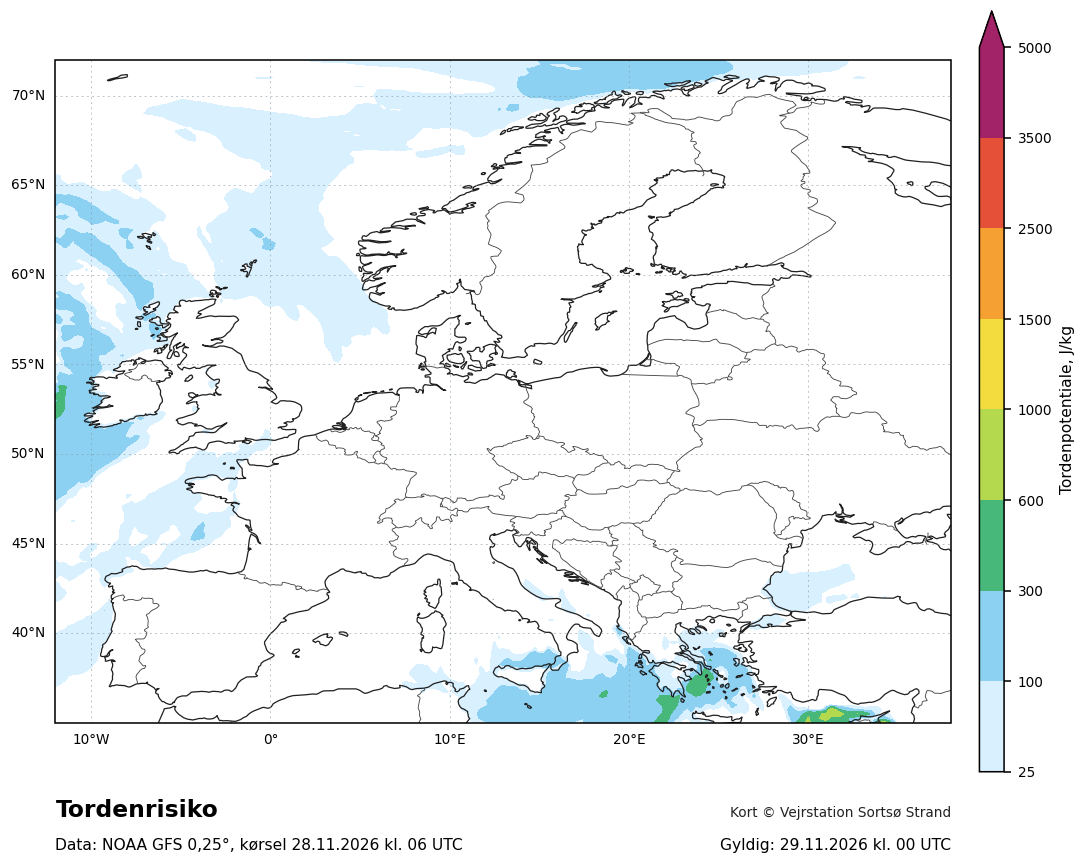 5000
3500
2500
1500
1000
600
300
100
25
Tordenpotentiale, J/kg
70°N
65°N
60°N
55°N
50°N
45°N
40°N
10°W
0°
10°E
20°E
30°E
Tordenrisiko
Kort © Vejrstation Sortsø Strand
Data: NOAA GFS 0,25°, kørsel 28.11.2026 kl. 06 UTC
Gyldig: 29.11.2026 kl. 00 UTC